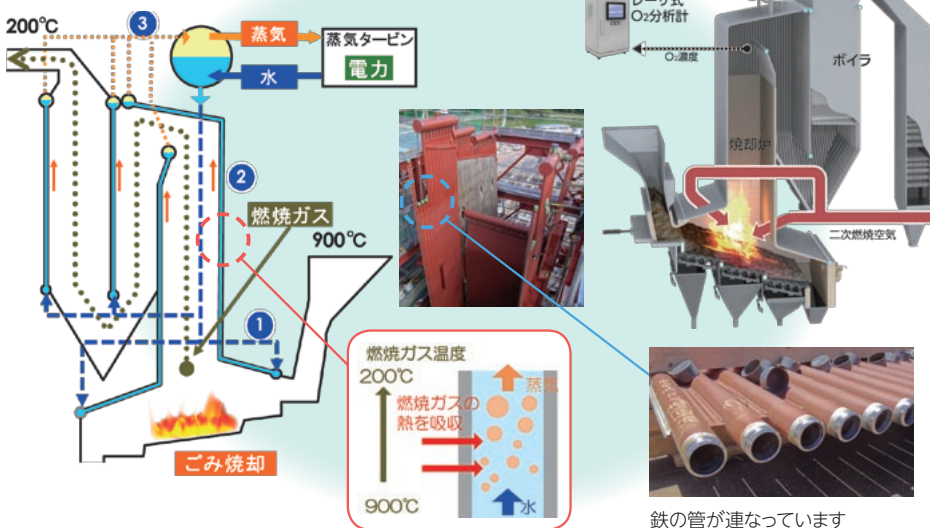 200℃
3
蒸気
水
蒸気タービン
電力
2
燃焼ガス
900℃
1
ごみ焼却
燃焼ガス温度
200℃
燃焼ガスの
熱を吸収
900℃
蒸気
水
レーザ式
O₂分析計
O₂濃度
ボイラ
焼却炉
二次燃焼空気
鉄の管が連なっています